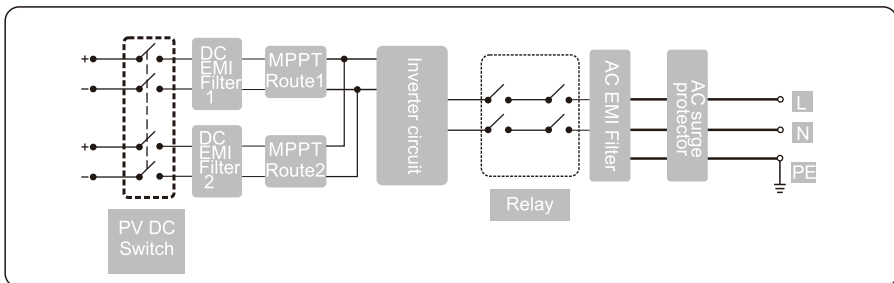 +
DC
EMI
Filter
1
MPPT
Route1
-
+
DC
EMI
Filter
2
MPPT
Route2
-
Inverter circuit
Relay
AC EMI Filter
AC surge
protector
L
N
PE
PV DC
Switch